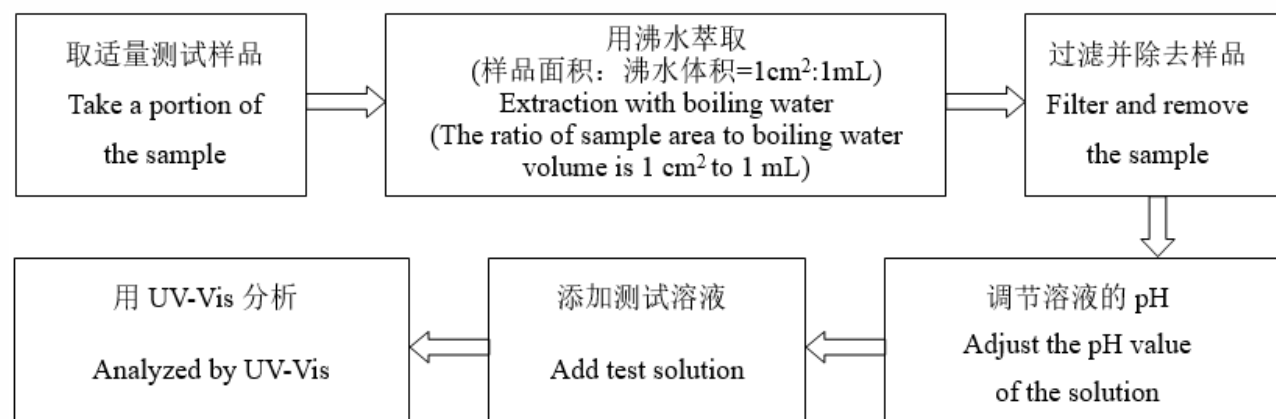 取适量测试样品
Take a portion of
the sample
用沸水萃取
(样品面积：沸水体积=1cm²:1mL)
Extraction with boiling water
(The ratio of sample area to boiling water
volume is 1 cm² to 1 mL)
过滤并除去样品
Filter and remove
the sample
调节溶液的 pH
Adjust the pH value
of the solution
添加测试溶液
Add test solution
用 UV-Vis 分析
Analyzed by UV-Vis